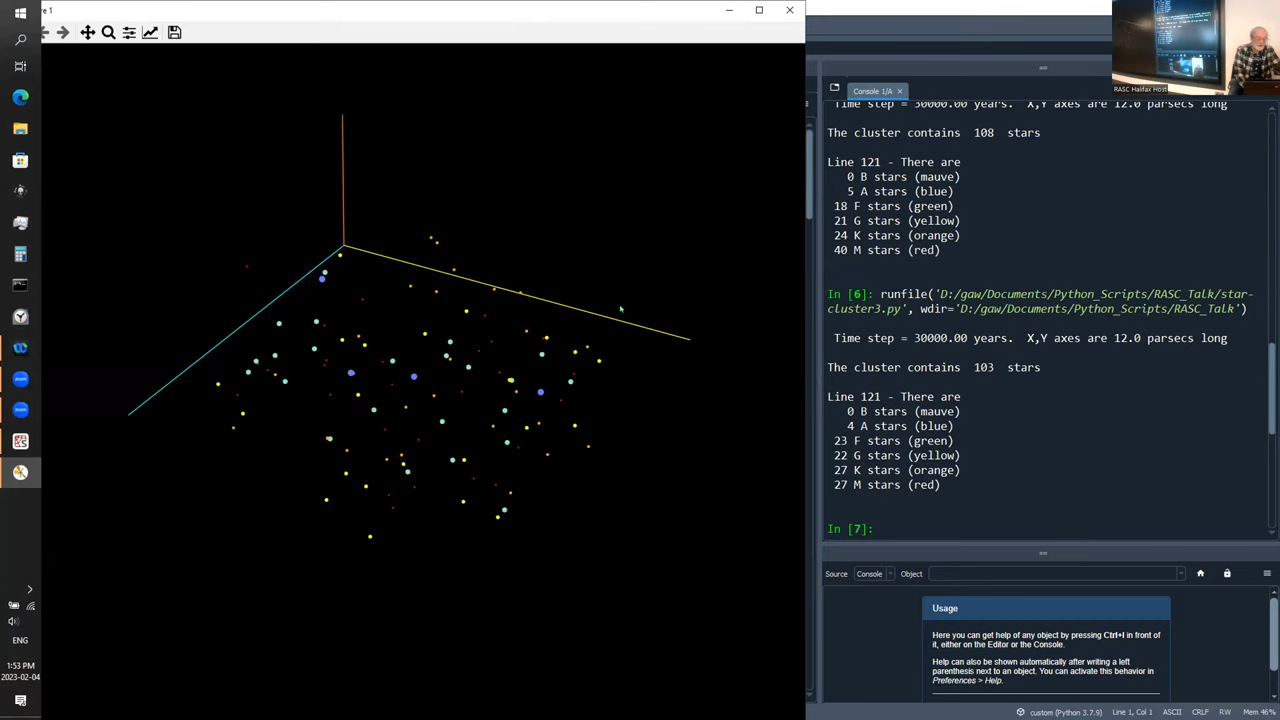 re 1
RASC Halifax Host
Console 1/A
Time step = 30000.00 years.  X,Y axes are 12.0 parsecs long
The cluster contains  108  stars
Line 121 - There are
0 B stars (mauve)
5 A stars (blue)
18 F stars (green)
21 G stars (yellow)
24 K stars (orange)
40 M stars (red)
In [6]: runfile('D:/gaw/Documents/Python_Scripts/RASC_Talk/star-
cluster3.py', wdir='D:/gaw/Documents/Python_Scripts/RASC_Talk')
Time step = 30000.00 years.  X,Y axes are 12.0 parsecs long
The cluster contains  103  stars
Line 121 - There are
0 B stars (mauve)
4 A stars (blue)
23 F stars (green)
22 G stars (yellow)
27 K stars (orange)
27 M stars (red)
In [7]:
Source Console Object
Usage
Here you can get help of any object by pressing Ctrl+I in front
of it, either on the Editor or the Console.
Help can also be shown automatically after writing a left
parenthesis next to an object. You can activate this behavior in
Preferences > Help.
zoom
zoom
ENG
1:53 PM
2023-02-04
custom (Python 3.7.9) Line 1, Col 1 ASCII CRLF RW Mem 46%